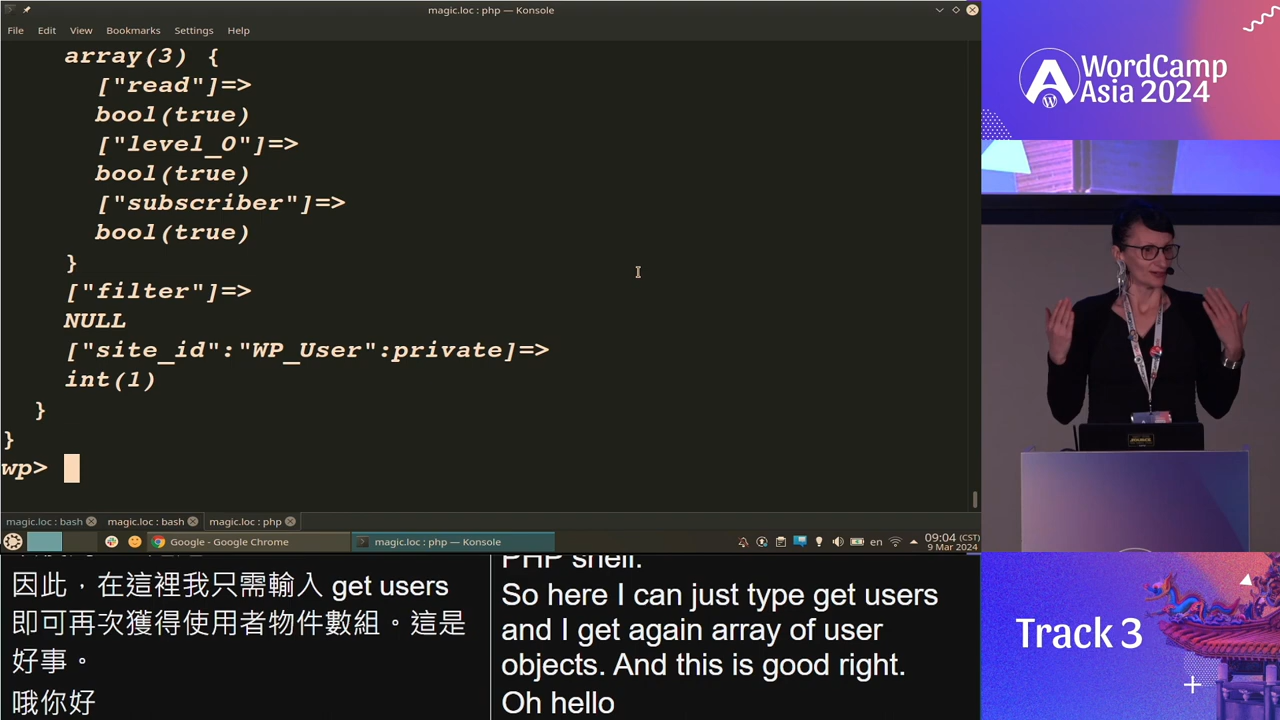 magic.loc : php — Konsole
File Edit View Bookmarks Settings Help
array(3) {
["read"]=>
bool(true)
["level_0"]=>
bool(true)
["subscriber"]=>
bool(true)
}
["filter"]=>
NULL
["site_id":"WP_User":private]=>
int(1)
}
}
wp>
magic.loc : bash
magic.loc : bash
magic.loc : php
Google - Google Chrome
magic.loc : php — Konsole
en
09:04 (CST)
9 Mar 2024
WordCamp
Asia 2024
Track 3
因此，在這裡我只需輸入 get users
即可再次獲得使用者物件數組。這是
好事。
哦你好
PHP shell.
So here I can just type get users
and I get again array of user
objects. And this is good right.
Oh hello